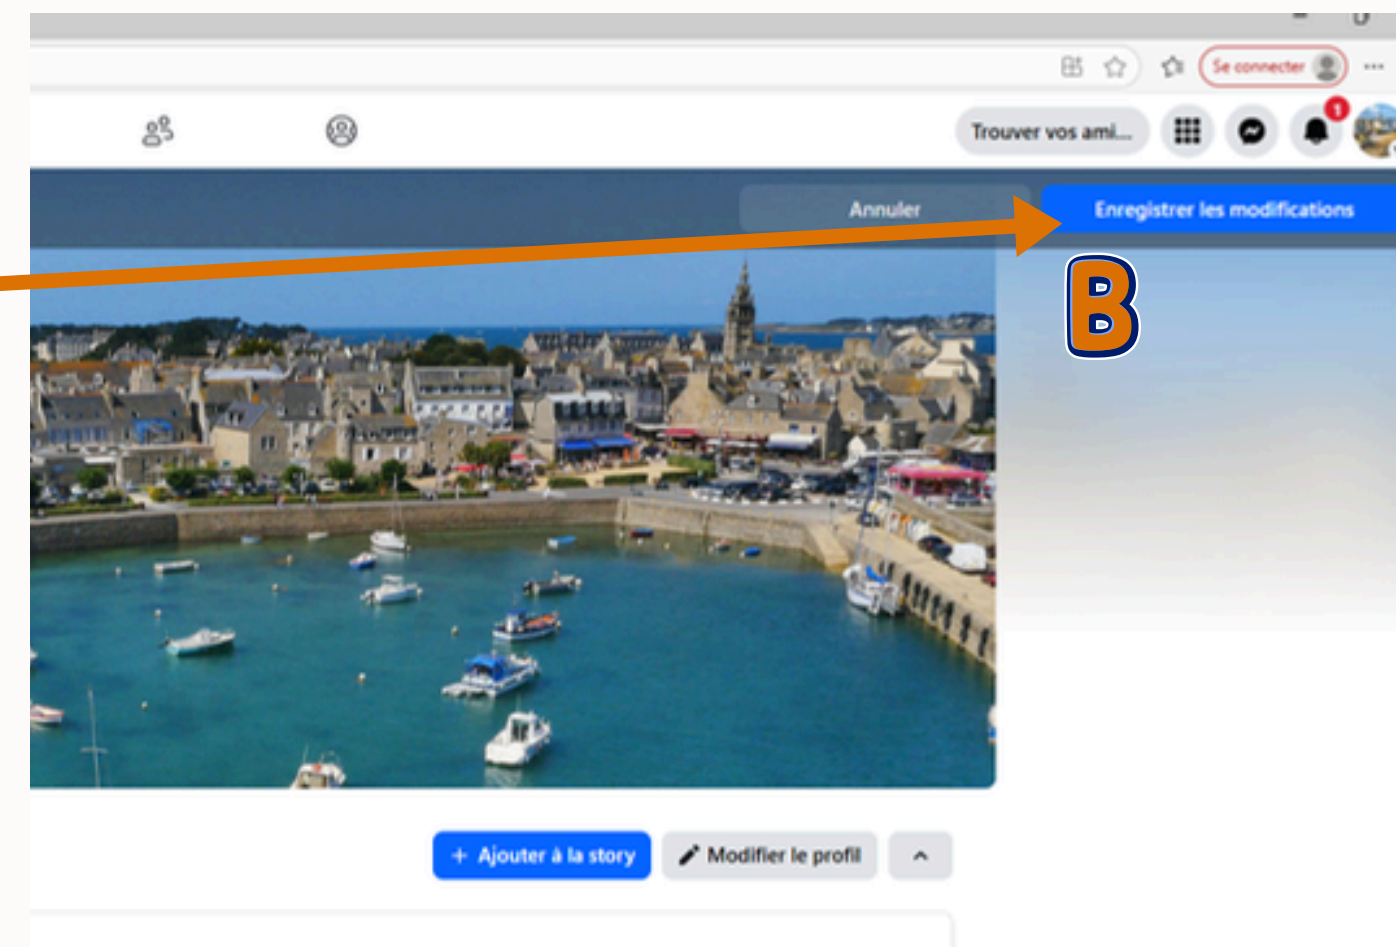 Se connecter
Trouver vos ami...
1
Annuler
Enregistrer les modifications
B
+ Ajouter à la story
Modifier le profil